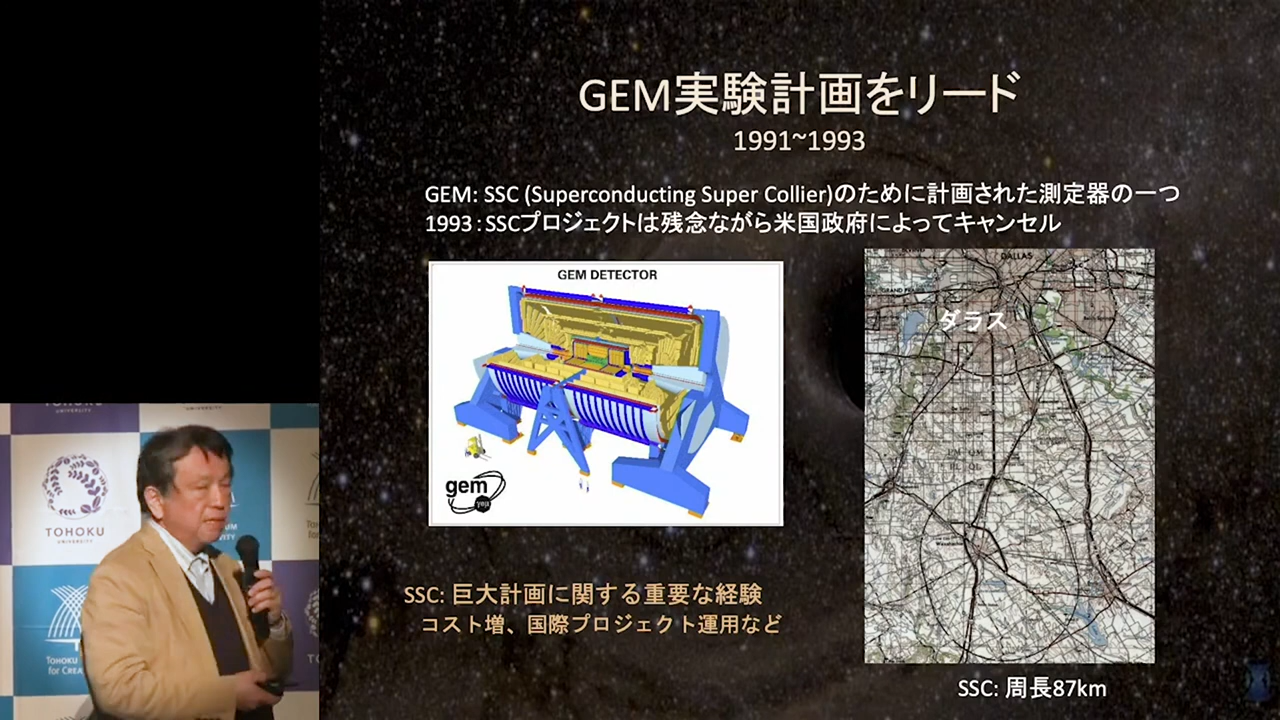 GEM実験計画をリード
1991~1993
GEM: SSC (Superconducting Super Collier)のために計画された測定器の一つ
1993：SSCプロジェクトは残念ながら米国政府によってキャンセル
GEM DETECTOR
gem
DALLAS
ダラス
SSC: 巨大計画に関する重要な経験
コスト増、国際プロジェクト運用など
SSC: 周長87km
TOHOKU
UNIVERSITY
TOHOKU
for CREA